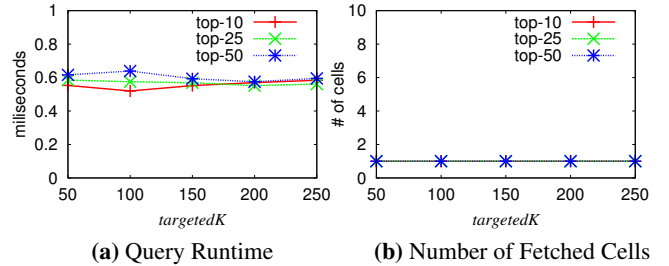 1
0.8
0.6
0.4
0.2
0
miliseconds
top-10
top-25
top-50
50 100 150 200 250
targetedK
(a) Query Runtime
10
8
6
4
2
0
# of cells
top-10
top-25
top-50
50 100 150 200 250
targetedK
(b) Number of Fetched Cells